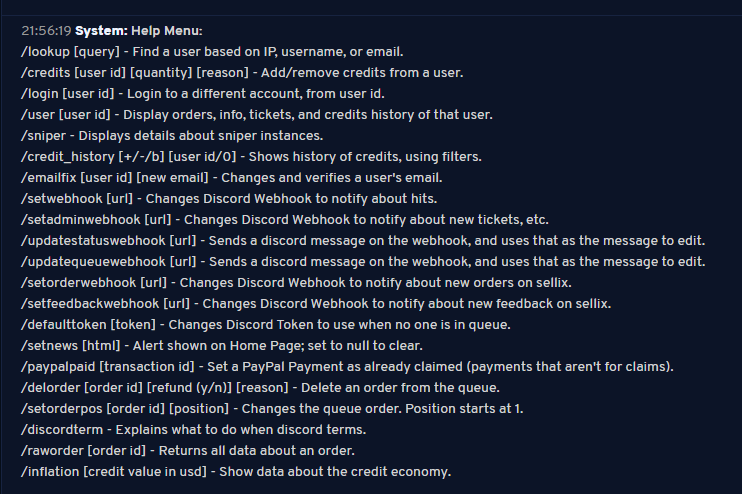 21:56:19 System: Help Menu:
/lookup [query] - Find a user based on IP, username, or email.
/credits [user id] [quantity] [reason] - Add/remove credits from a user.
/login [user id] - Login to a different account, from user id.
/user [user id] - Display orders, info, tickets, and credits history of that user.
/sniper - Displays details about sniper instances.
/credit_history [+/-/b] [user id/0] - Shows history of credits, using filters.
/emailfix [user id] [new email] - Changes and verifies a user's email.
/setwebhook [url] - Changes Discord Webhook to notify about hits.
/setadminwebhook [url] - Changes Discord Webhook to notify about new tickets, etc.
/updatestatuswebhook [url] - Sends a discord message on the webhook, and uses that as the message to edit.
/updatequeuewebhook [url] - Sends a discord message on the webhook, and uses that as the message to edit.
/setorderwebhook [url] - Changes Discord Webhook to notify about new orders on sellix.
/setfeedbackwebhook [url] - Changes Discord Webhook to notify about new feedback on sellix.
/defaulttoken [token] - Changes Discord Token to use when no one is in queue.
/setnews [html] - Alert shown on Home Page; set to null to clear.
/paypalpaid [transaction id] - Set a PayPal Payment as already claimed (payments that aren't for claims).
/delorder [order id] [refund (y/n)] [reason] - Delete an order from the queue.
/setorderpos [order id] [position] - Changes the queue order. Position starts at 1.
/discordterm - Explains what to do when discord terms.
/raworder [order id] - Returns all data about an order.
/inflation [credit value in usd] - Show data about the credit economy.